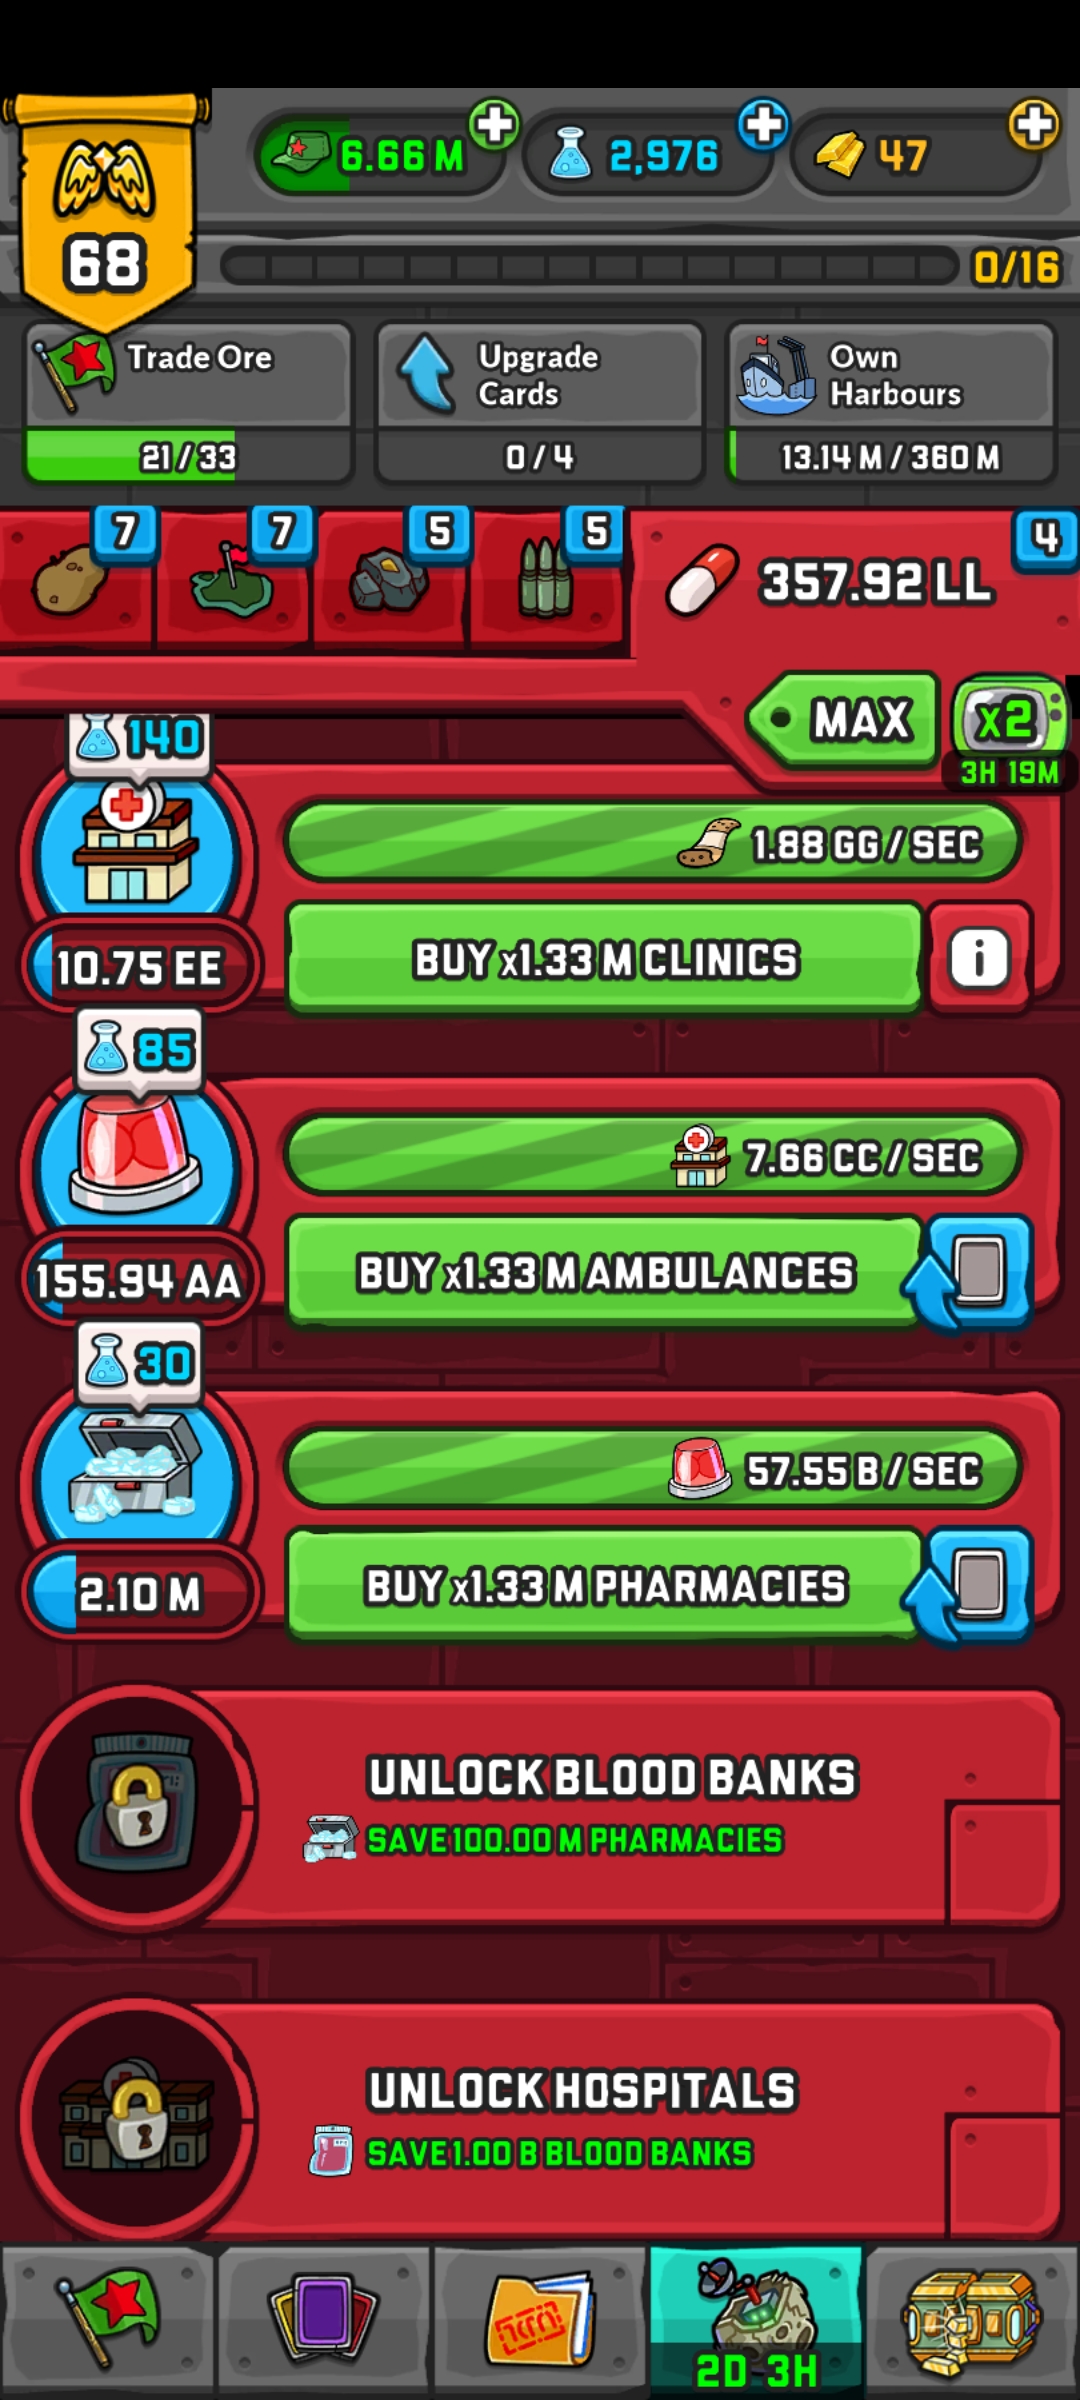 6.66 M
2,976
47
68
0/16
Trade Ore
21 / 33
Upgrade
Cards
0 / 4
Own
Harbours
13.14 M / 360 M
7
7
5
5
357.92 LL
4
MAX
x2
3H 19M
140
1.88 GG / SEC
10.75 EE
BUY x1.33 M CLINICS
i
85
7.66 CC / SEC
155.94 AA
BUY x1.33 M AMBULANCES
30
57.55 B / SEC
2.10 M
BUY x1.33 M PHARMACIES
UNLOCK BLOOD BANKS
SAVE 100.00 M PHARMACIES
UNLOCK HOSPITALS
SAVE 1.00 B BLOOD BANKS
2D 3H